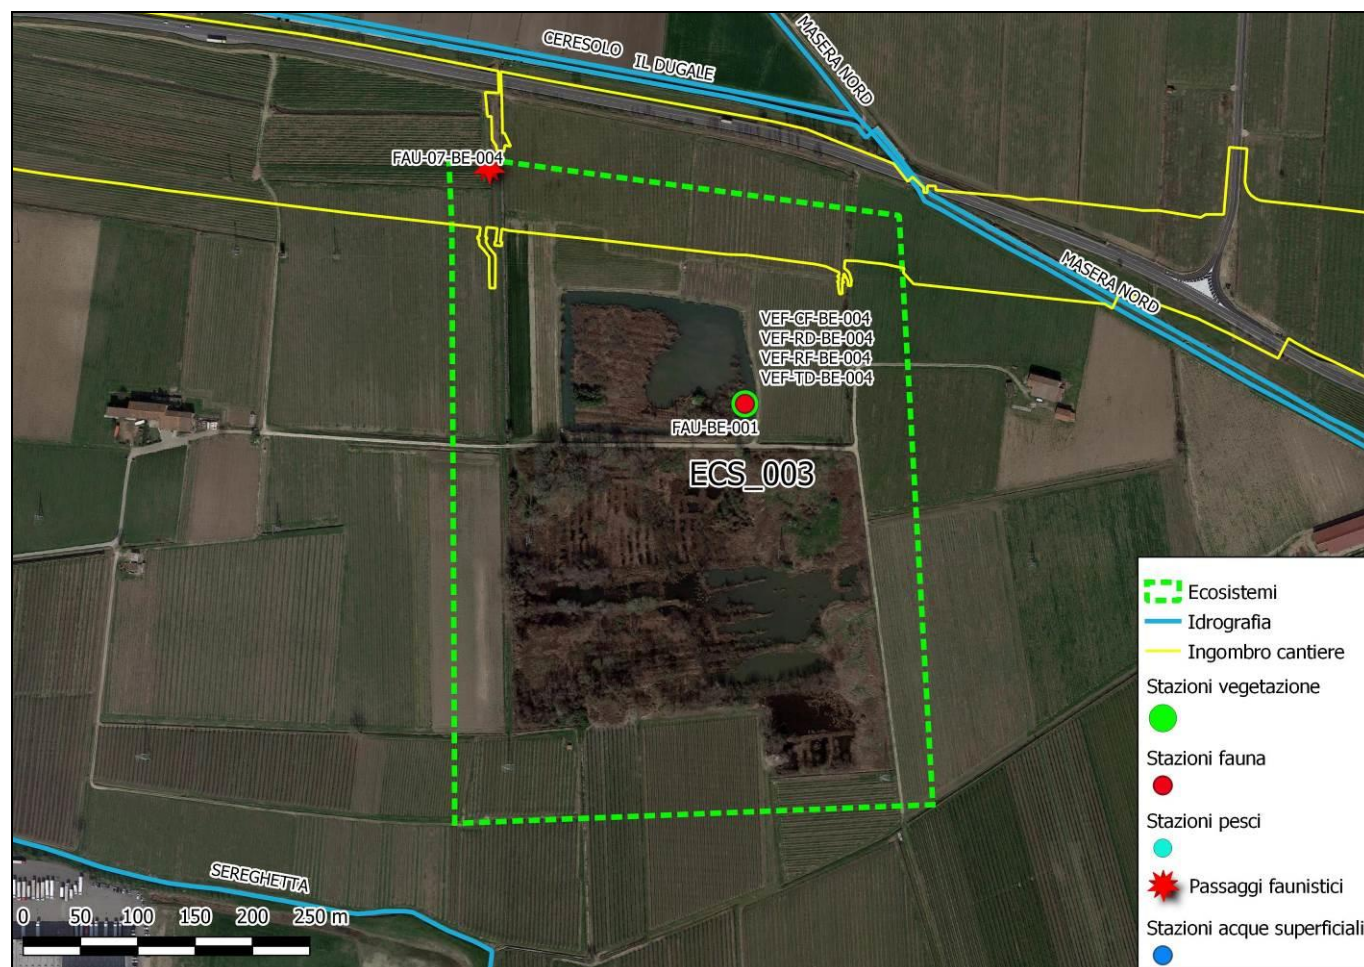 CERESOLO IL DUGALE
MASERA NORD
FAU-07-BE-004
MASERA NORD
VEF-CF-BE-004
VEF-RD-BE-004
VEF-RF-BE-004
VEF-TD-BE-004
FAU-BE-001
ECS_003
SEREGHETTA
0 50 100 150 200 250 m
Ecosistemi
Idrografia
Ingombro cantiere
Stazioni vegetazione
Stazioni fauna
Stazioni pesci
Passaggi faunistici
Stazioni acque superficiali